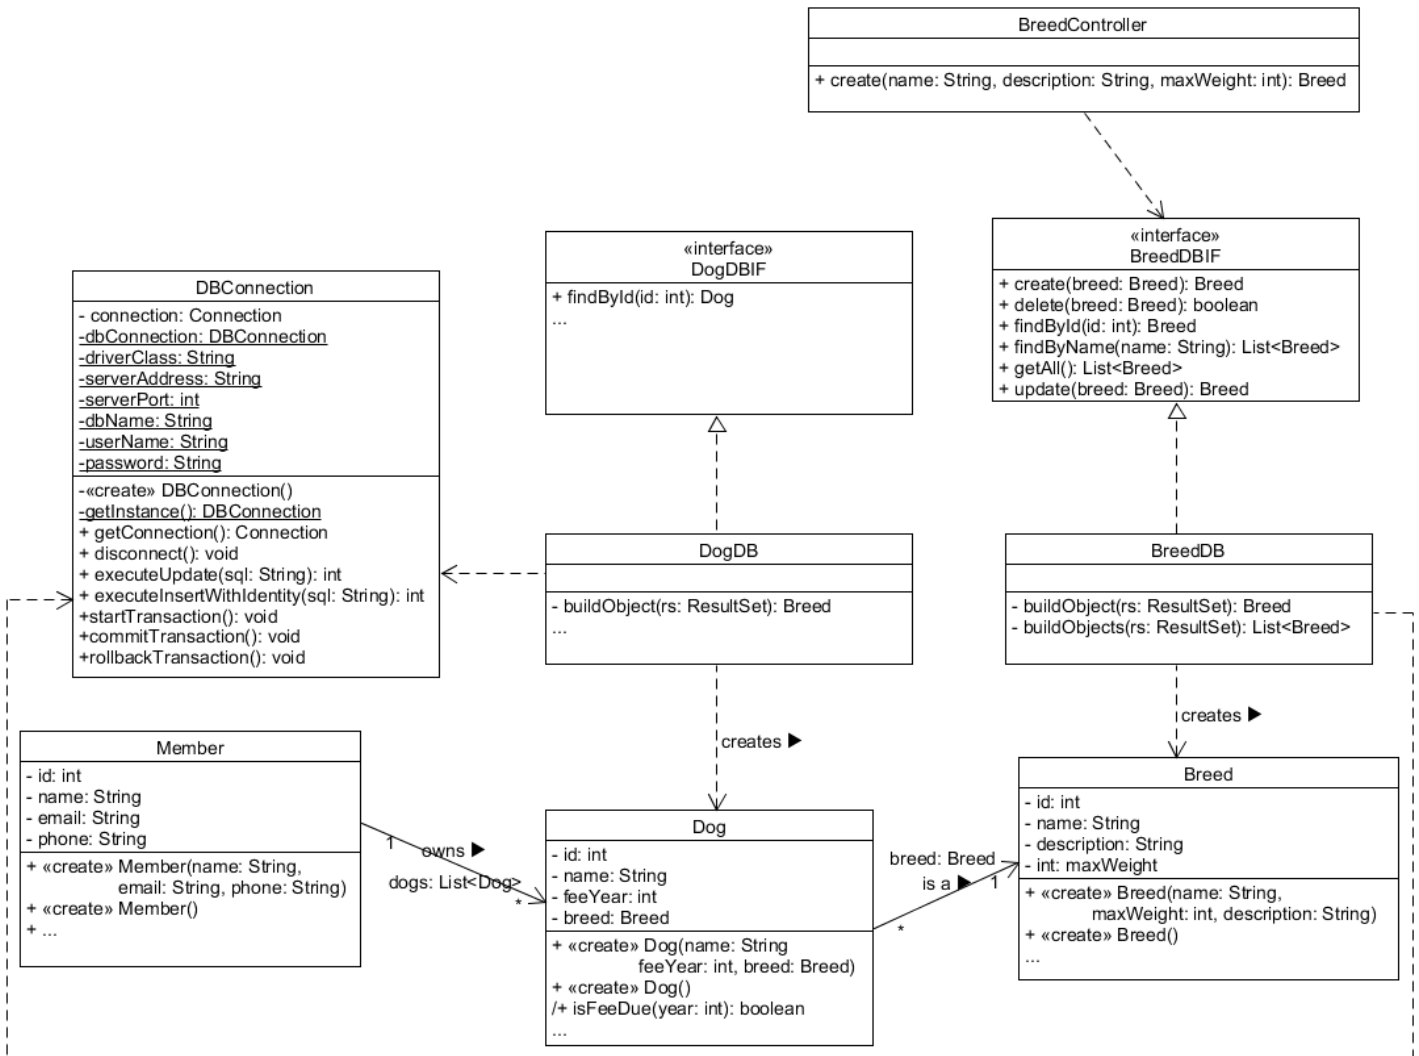 BreedController
+ create(name: String, description: String, maxWeight: int): Breed
«interface»
DogDBIF
+ findById(id: int): Dog
...
«interface»
BreedDBIF
+ create(breed: Breed): Breed
+ delete(breed: Breed): boolean
+ findById(id: int): Breed
+ findByName(name: String): List<Breed>
+ getAll(): List<Breed>
+ update(breed: Breed): Breed
DBConnection
- connection: Connection
-dbConnection: DBConnection
-driverClass: String
-serverAddress: String
-serverPort: int
-dbName: String
-userName: String
-password: String
-«create» DBConnection()
-getInstance(): DBConnection
+ getConnection(): Connection
+ disconnect(): void
+ executeUpdate(sql: String): int
+ executeInsertWithIdentity(sql: String): int
+startTransaction(): void
+commitTransaction(): void
+rollbackTransaction(): void
DogDB
- buildObject(rs: ResultSet): Breed
...
BreedDB
- buildObject(rs: ResultSet): Breed
- buildObjects(rs: ResultSet): List<Breed>
creates ▶
creates ▶
Member
- id: int
- name: String
- email: String
- phone: String
+ «create» Member(name: String,
email: String, phone: String)
+ «create» Member()
+ ...
1
owns ▶
dogs: List<Dog>
*
Dog
- id: int
- name: String
- feeYear: int
- breed: Breed
+ «create» Dog(name: String
feeYear: int, breed: Breed)
+ «create» Dog()
/+ isFeeDue(year: int): boolean
...
breed: Breed
is a ▶
1
*
Breed
- id: int
- name: String
- description: String
- int: maxWeight
+ «create» Breed(name: String,
maxWeight: int, description: String)
+ «create» Breed()
...